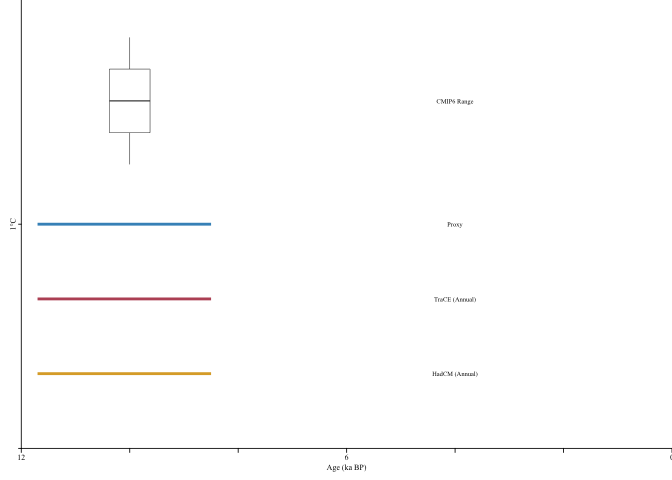 CMIP6 Range
1°C
Proxy
TraCE (Annual)
HadCM (Annual)
12
6
0
Age (ka BP)